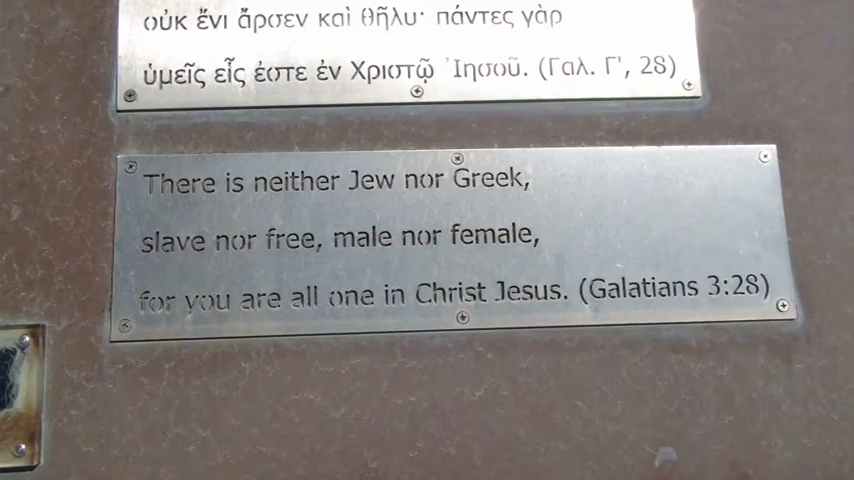 οὐκ ἔνι ἄρσεν καὶ θῆλυ· πάντες γὰρ
ὑμεῖς εἷς ἐστε ἐν Χριστῷ Ἰησοῦ. (Γαλ. Γ', 28)
There is neither Jew nor Greek,
slave nor free, male nor female,
for you are all one in Christ Jesus. (Galatians 3:28)